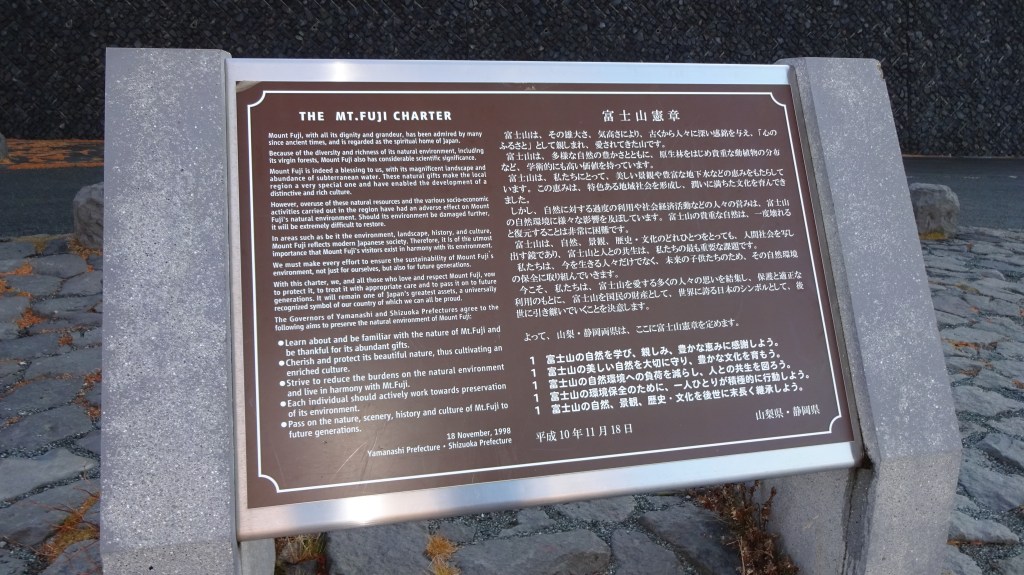 THE MT.FUJI CHARTER
Mount Fuji, with all its dignity and grandeur, has been admired by many
since ancient times, and is regarded as the spiritual home of Japan.
Because of the diversity and richness of its natural environment, including
its virgin forests, Mount Fuji also has considerable scientific significance.
Mount Fuji is indeed a blessing to us, with its magnificent landscape and
abundance of subterranean water. These natural gifts make the local
region a very special one and have enabled the development of a
distinctive and rich culture.
However, overuse of these natural resources and the various socio-economic
activities carried out in the region have had an adverse effect on Mount
Fuji's natural environment. Should its environment be damaged further,
it will be extremely difficult to restore.
In areas such as be it the environment, landscape, history, and culture,
Mount Fuji reflects modern Japanese society. Therefore, it is of the utmost
importance that Mount Fuji's visitors exist in harmony with its environment
We must make every effort to ensure the sustainability of Mount Fuji's
environment, not just for ourselves, but also for future generations.
With this charter, we, and all those who love and respect Mount Fuji, vow
to protect it, to treat it with appropriate care and to pass it on to future
generations. It will remain one of Japan's greatest assets, a universally
recognized symbol of our country of which we can all be proud.
The Governors of Yamanashi and Shizuoka Prefectures agree to the
following aims to preserve the natural environment of Mount Fuji:
●Learn about and be familiar with the nature of Mt.Fuji and
be thankful for its abundant gifts.
●Cherish and protect its beautiful nature, thus cultivating an
enriched culture.
●Strive to reduce the burdens on the natural environment
and live in harmony with Mt.Fuji.
●Each individual should actively work towards preservation
of its environment.
●Pass on the nature, scenery, history and culture of Mt.Fuji to
future generations.
18 November, 1998
Yamanashi Prefecture・Shizuoka Prefecture
富士山憲章
富士山は、その雄大さ、気高さにより、古くから人々に深い感銘を与え、「心の
ふるさと」として親しまれ、愛されてきた山です。
富士山は、多様な自然の豊かさとともに、原生林をはじめ貴重な動植物の分布
など、学術的にも高い価値を持っています。
富士山は、私たちにとって、美しい景観や豊富な地下水などの恵みをもたらして
います。この恵みは、特色ある地域社会を形成し、潤いに満ちた文化を育んでき
ました。
しかし、自然に対する過度の利用や社会経済活動などの人々の営みは、富士山
の自然環境に様々な影響を及ぼしています。富士山の貴重な自然は、一度壊れる
と復元することは非常に困難です。
富士山は、自然、景観、歴史・文化のどれひとつをとっても、人間社会を写し
出す鏡であり、富士山と人との共生は、私たちの最も重要な課題です。
私たちは、今を生きる人々だけでなく、未来の子供たちのため、その自然環境
の保全に取り組んでいきます。
今こそ、私たちは、富士山を愛する多くの人々の思いを結集し、保護と適正な
利用のもとに、富士山を国民の財産として、世界に誇る日本のシンボルとして、後
世に引き継いでいくことを決意します。
よって、山梨・静岡両県は、ここに富士山憲章を定めます。
1 富士山の自然を学び、親しみ、豊かな恵みに感謝しよう。
1 富士山の美しい自然を大切に守り、豊かな文化を育もう。
1 富士山の自然環境への負荷を減らし、人との共生を図ろう。
1 富士山の環境保全のために、一人ひとりが積極的に行動しよう。
1 富士山の自然、景観、歴史・文化を後世に末長く継承しよう。
平成10年11月18日
山梨県・静岡県